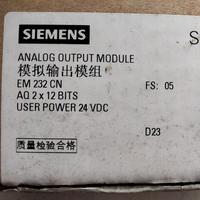 SIEMENS
S
ANALOG OUTPUT MODULE
模拟输出模组
EM 232 CN
FS: 05
AQ 2 x 12 BITS
USER POWER 24 VDC
D23
质量检验合格